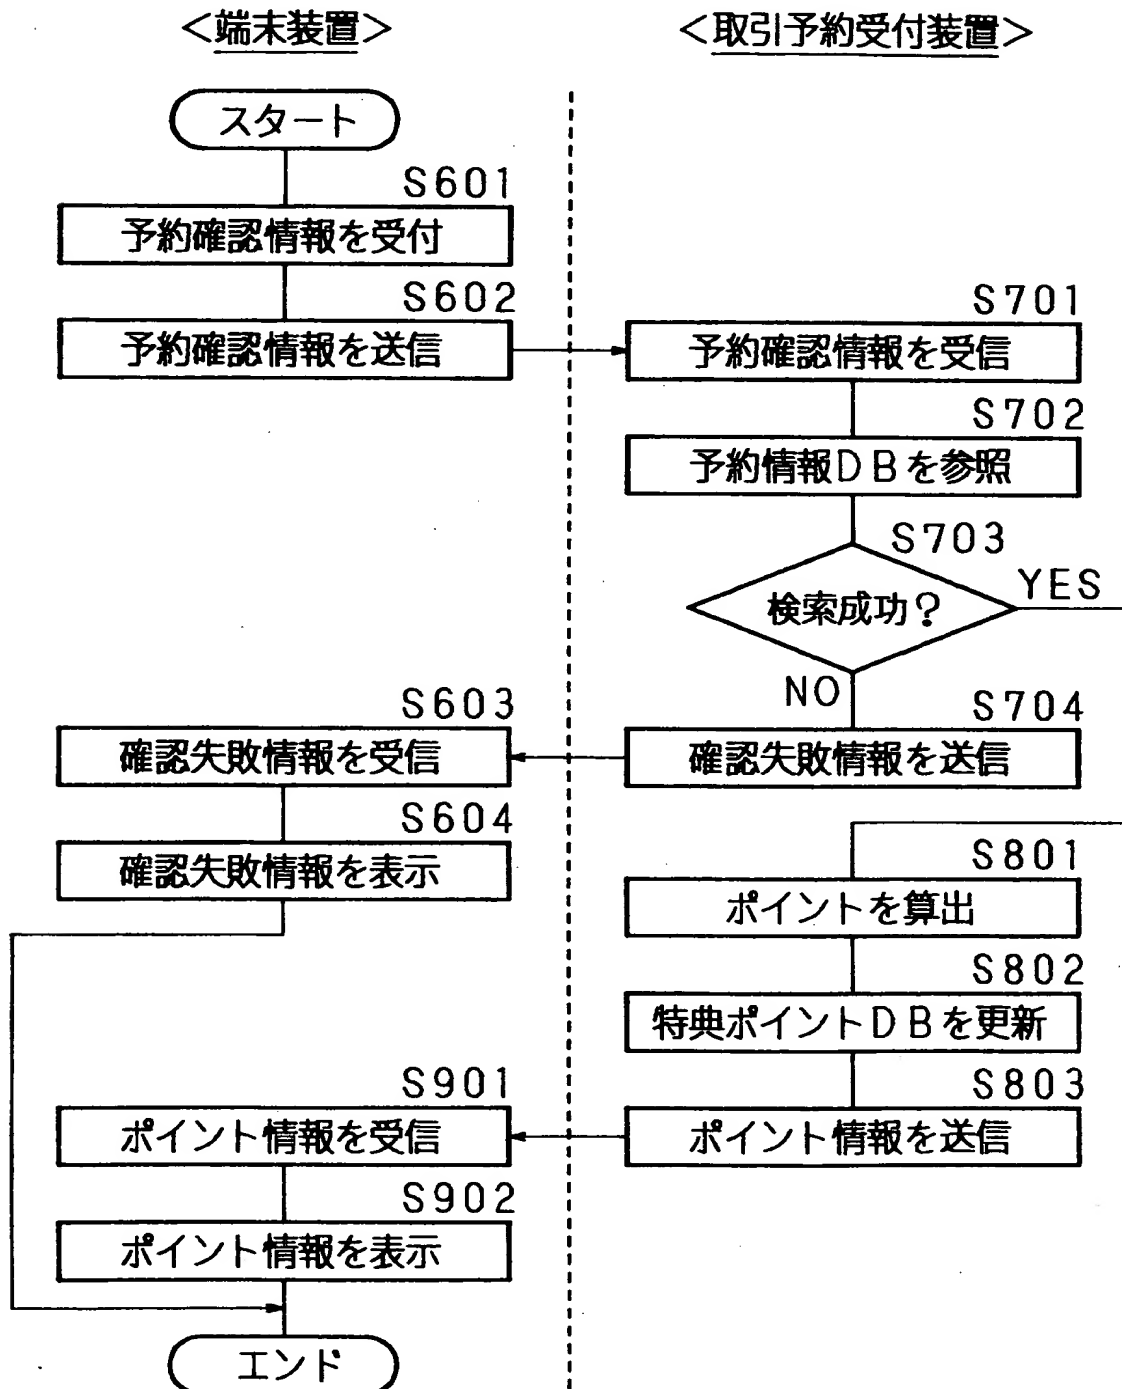 <端末装置>
<取引予約受付装置>
スタート
S601
予約確認情報を受付
S602
予約確認情報を送信
S701
予約確認情報を受信
S702
予約情報DBを参照
S703
検索成功?
YES
NO
S704
確認失敗情報を送信
S603
確認失敗情報を受信
S604
確認失敗情報を表示
S801
ポイントを算出
S802
特典ポイントDBを更新
S803
ポイント情報を送信
S901
ポイント情報を受信
S902
ポイント情報を表示
エンド